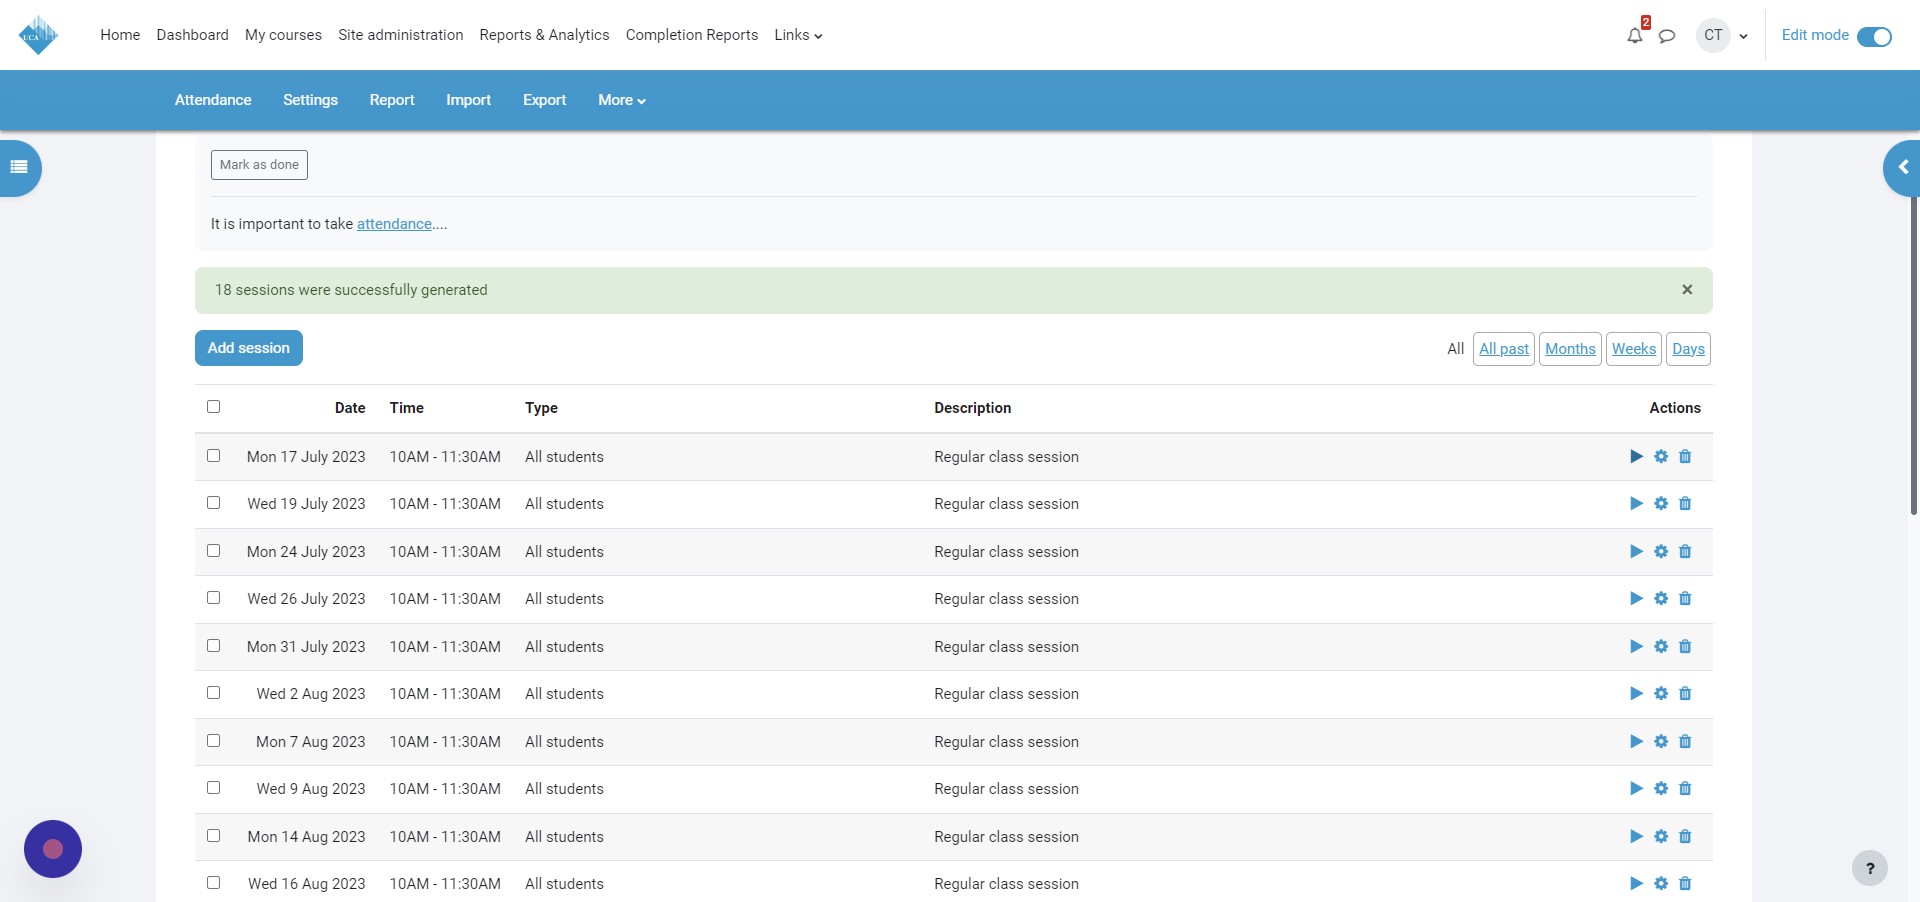 UCA
Home Dashboard My courses Site administration Reports & Analytics Completion Reports Links
2
CT
Edit mode
Attendance Settings Report Import Export More
Mark as done
It is important to take attendance....
18 sessions were successfully generated ×
Add session
All All past Months Weeks Days
Date Time Type Description Actions
Mon 17 July 2023 10AM - 11:30AM All students Regular class session
Wed 19 July 2023 10AM - 11:30AM All students Regular class session
Mon 24 July 2023 10AM - 11:30AM All students Regular class session
Wed 26 July 2023 10AM - 11:30AM All students Regular class session
Mon 31 July 2023 10AM - 11:30AM All students Regular class session
Wed 2 Aug 2023 10AM - 11:30AM All students Regular class session
Mon 7 Aug 2023 10AM - 11:30AM All students Regular class session
Wed 9 Aug 2023 10AM - 11:30AM All students Regular class session
Mon 14 Aug 2023 10AM - 11:30AM All students Regular class session
Wed 16 Aug 2023 10AM - 11:30AM All students Regular class session
?